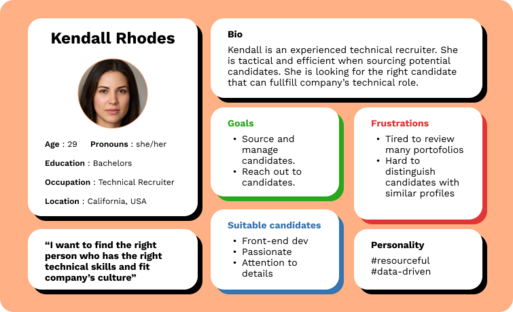 Kendall Rhodes
Age : 29 Pronouns : she/her
Education : Bachelors
Occupation : Technical Recruiter
Location : California, USA
“I want to find the right
person who has the right
technical skills and fit
company’s culture”
Bio
Kendall is an experienced technical recruiter. She
is tactical and efficient when sourcing potential
candidates. She is looking for the right candidate
that can fullfill company’s technical role.
Goals
• Source and
manage
candidates.
• Reach out to
candidates.
Frustrations
• Tired to review
many portofolios
• Hard to
distinguish
candidates with
similar profiles
Suitable candidates
• Front-end dev
• Passionate
• Attention to
details
Personality
#resourceful
#data-driven